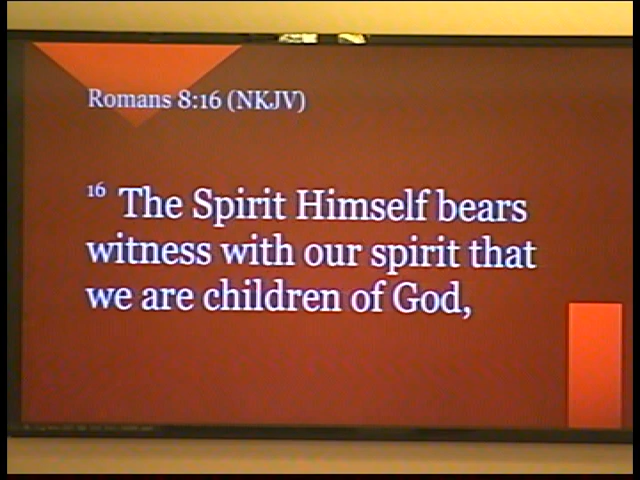 Romans 8:16 (NKJV)
16 The Spirit Himself bears
witness with our spirit that
we are children of God,